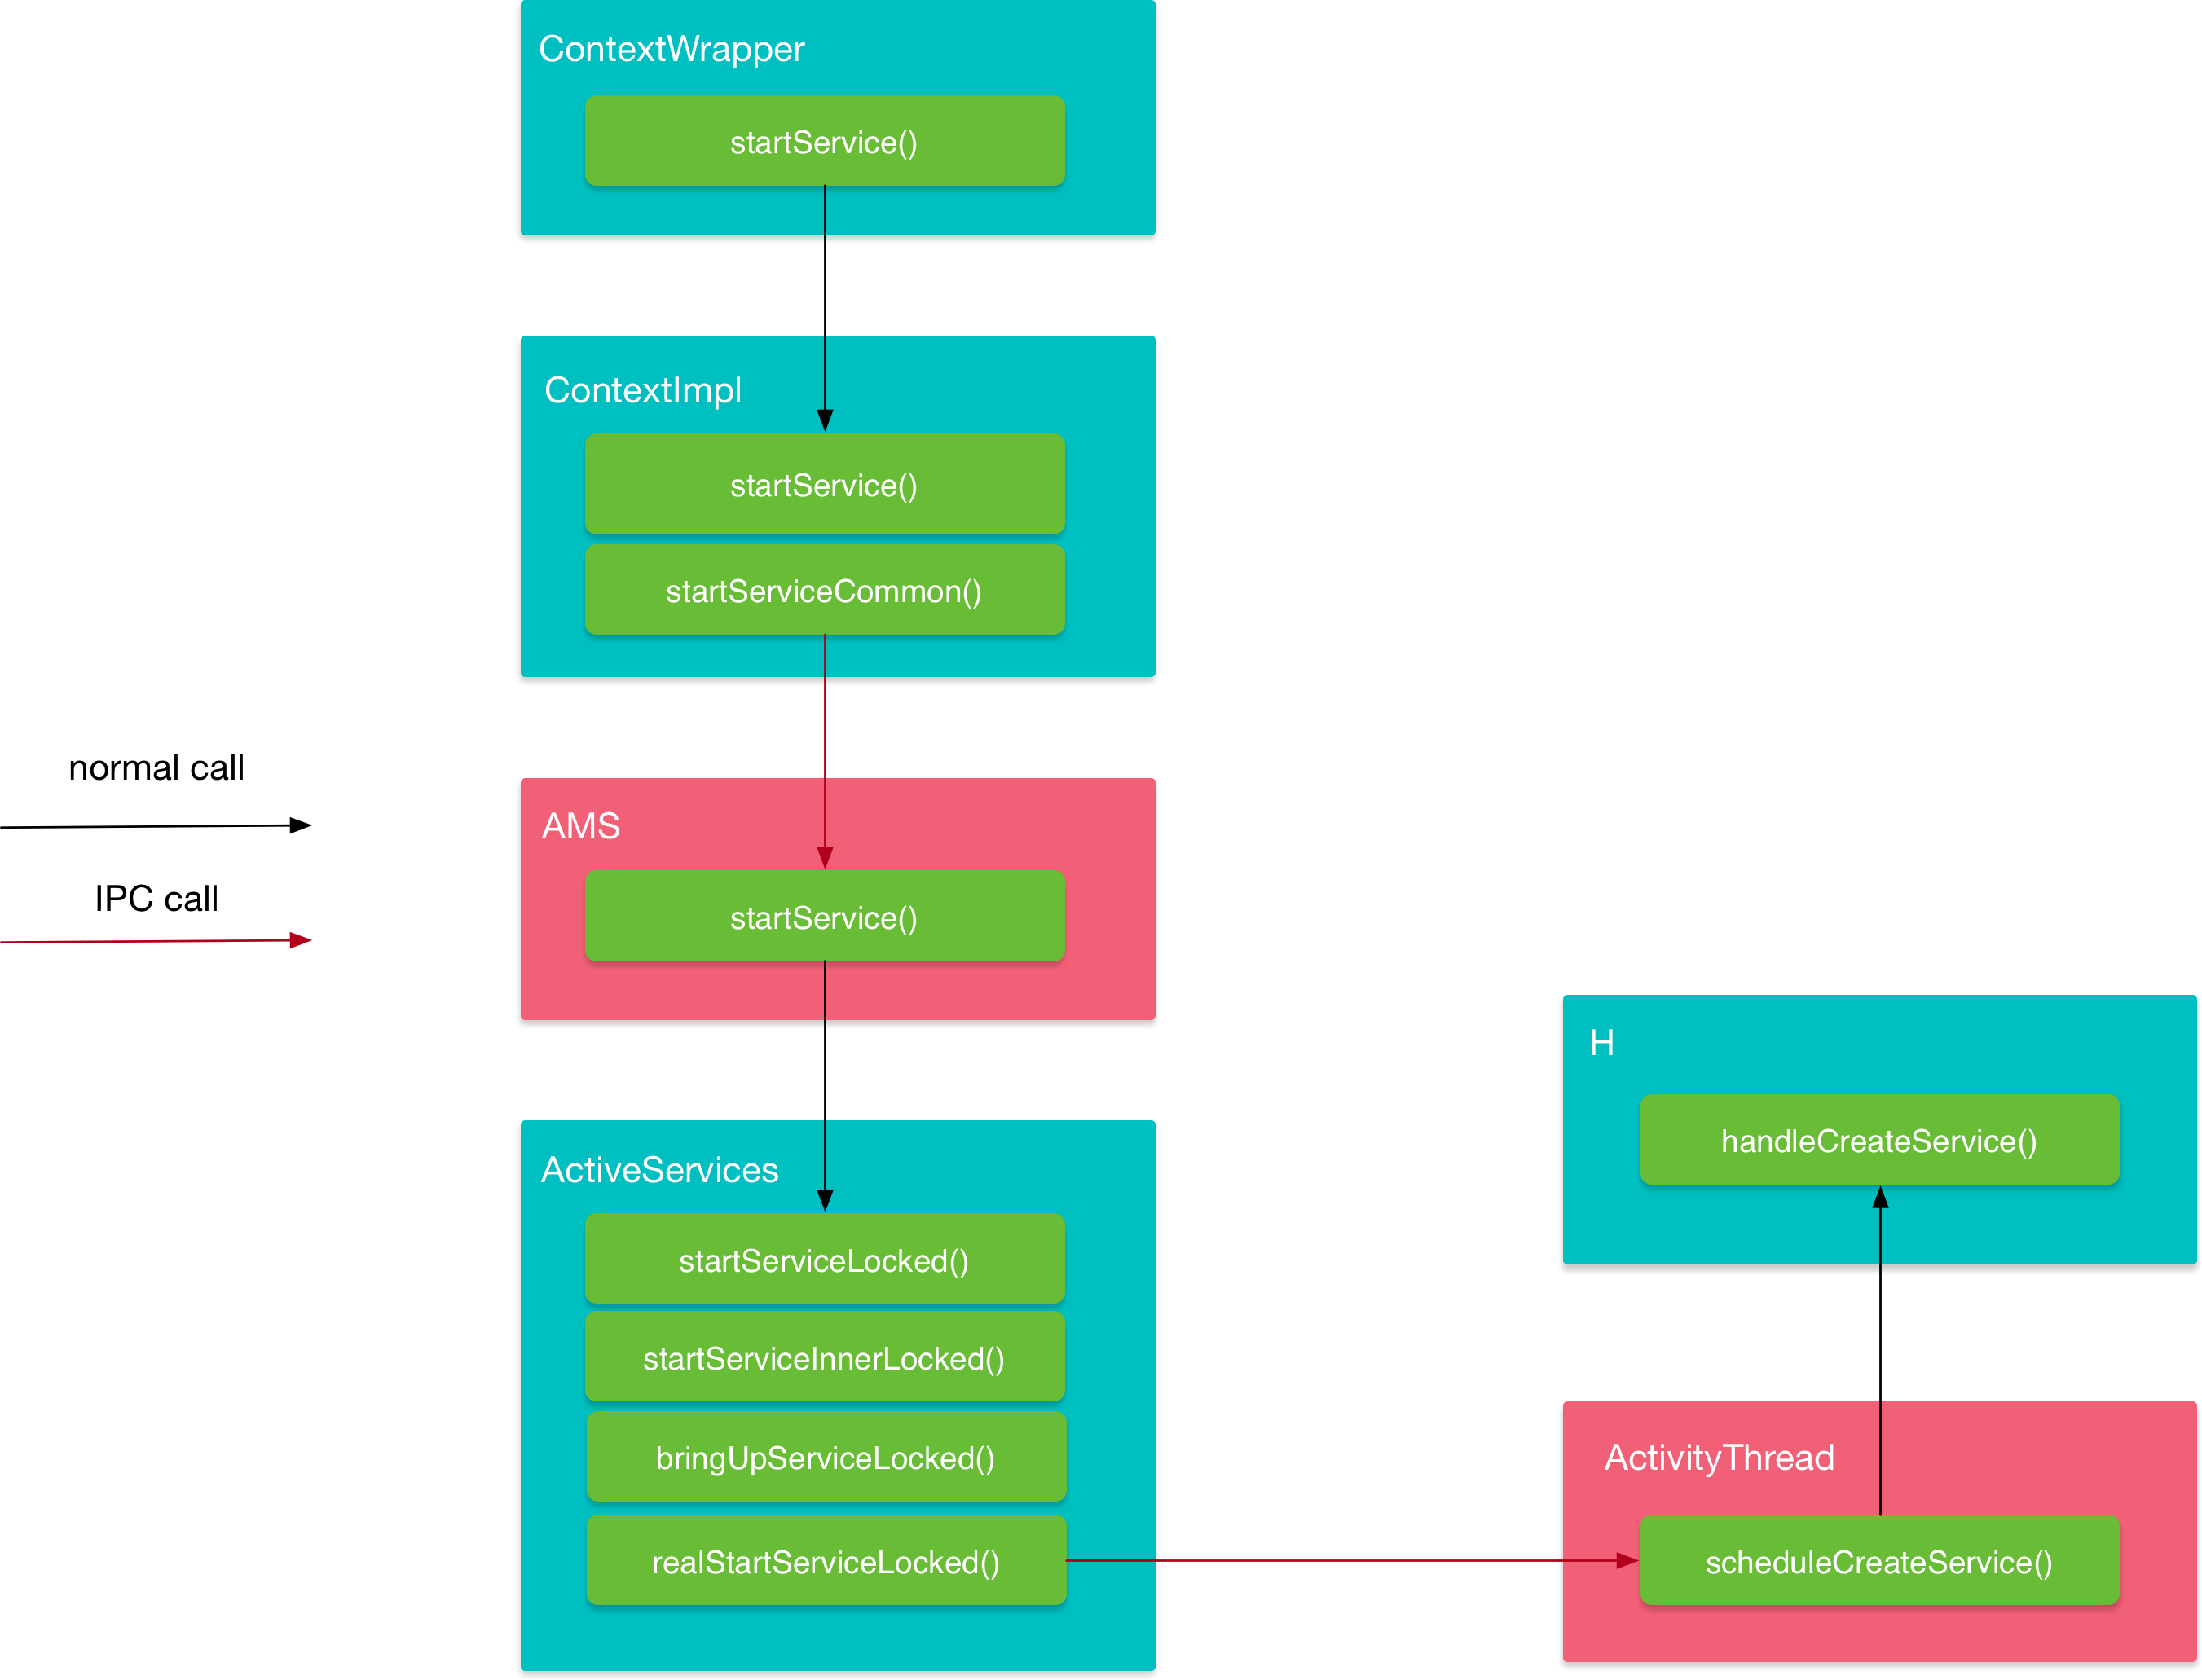 ContextWrapper
startService()
ContextImpl
startService()
startServiceCommon()
normal call
IPC call
AMS
startService()
ActiveServices
startServiceLocked()
startServiceInnerLocked()
bringUpServiceLocked()
realStartServiceLocked()
H
handleCreateService()
ActivityThread
scheduleCreateService()